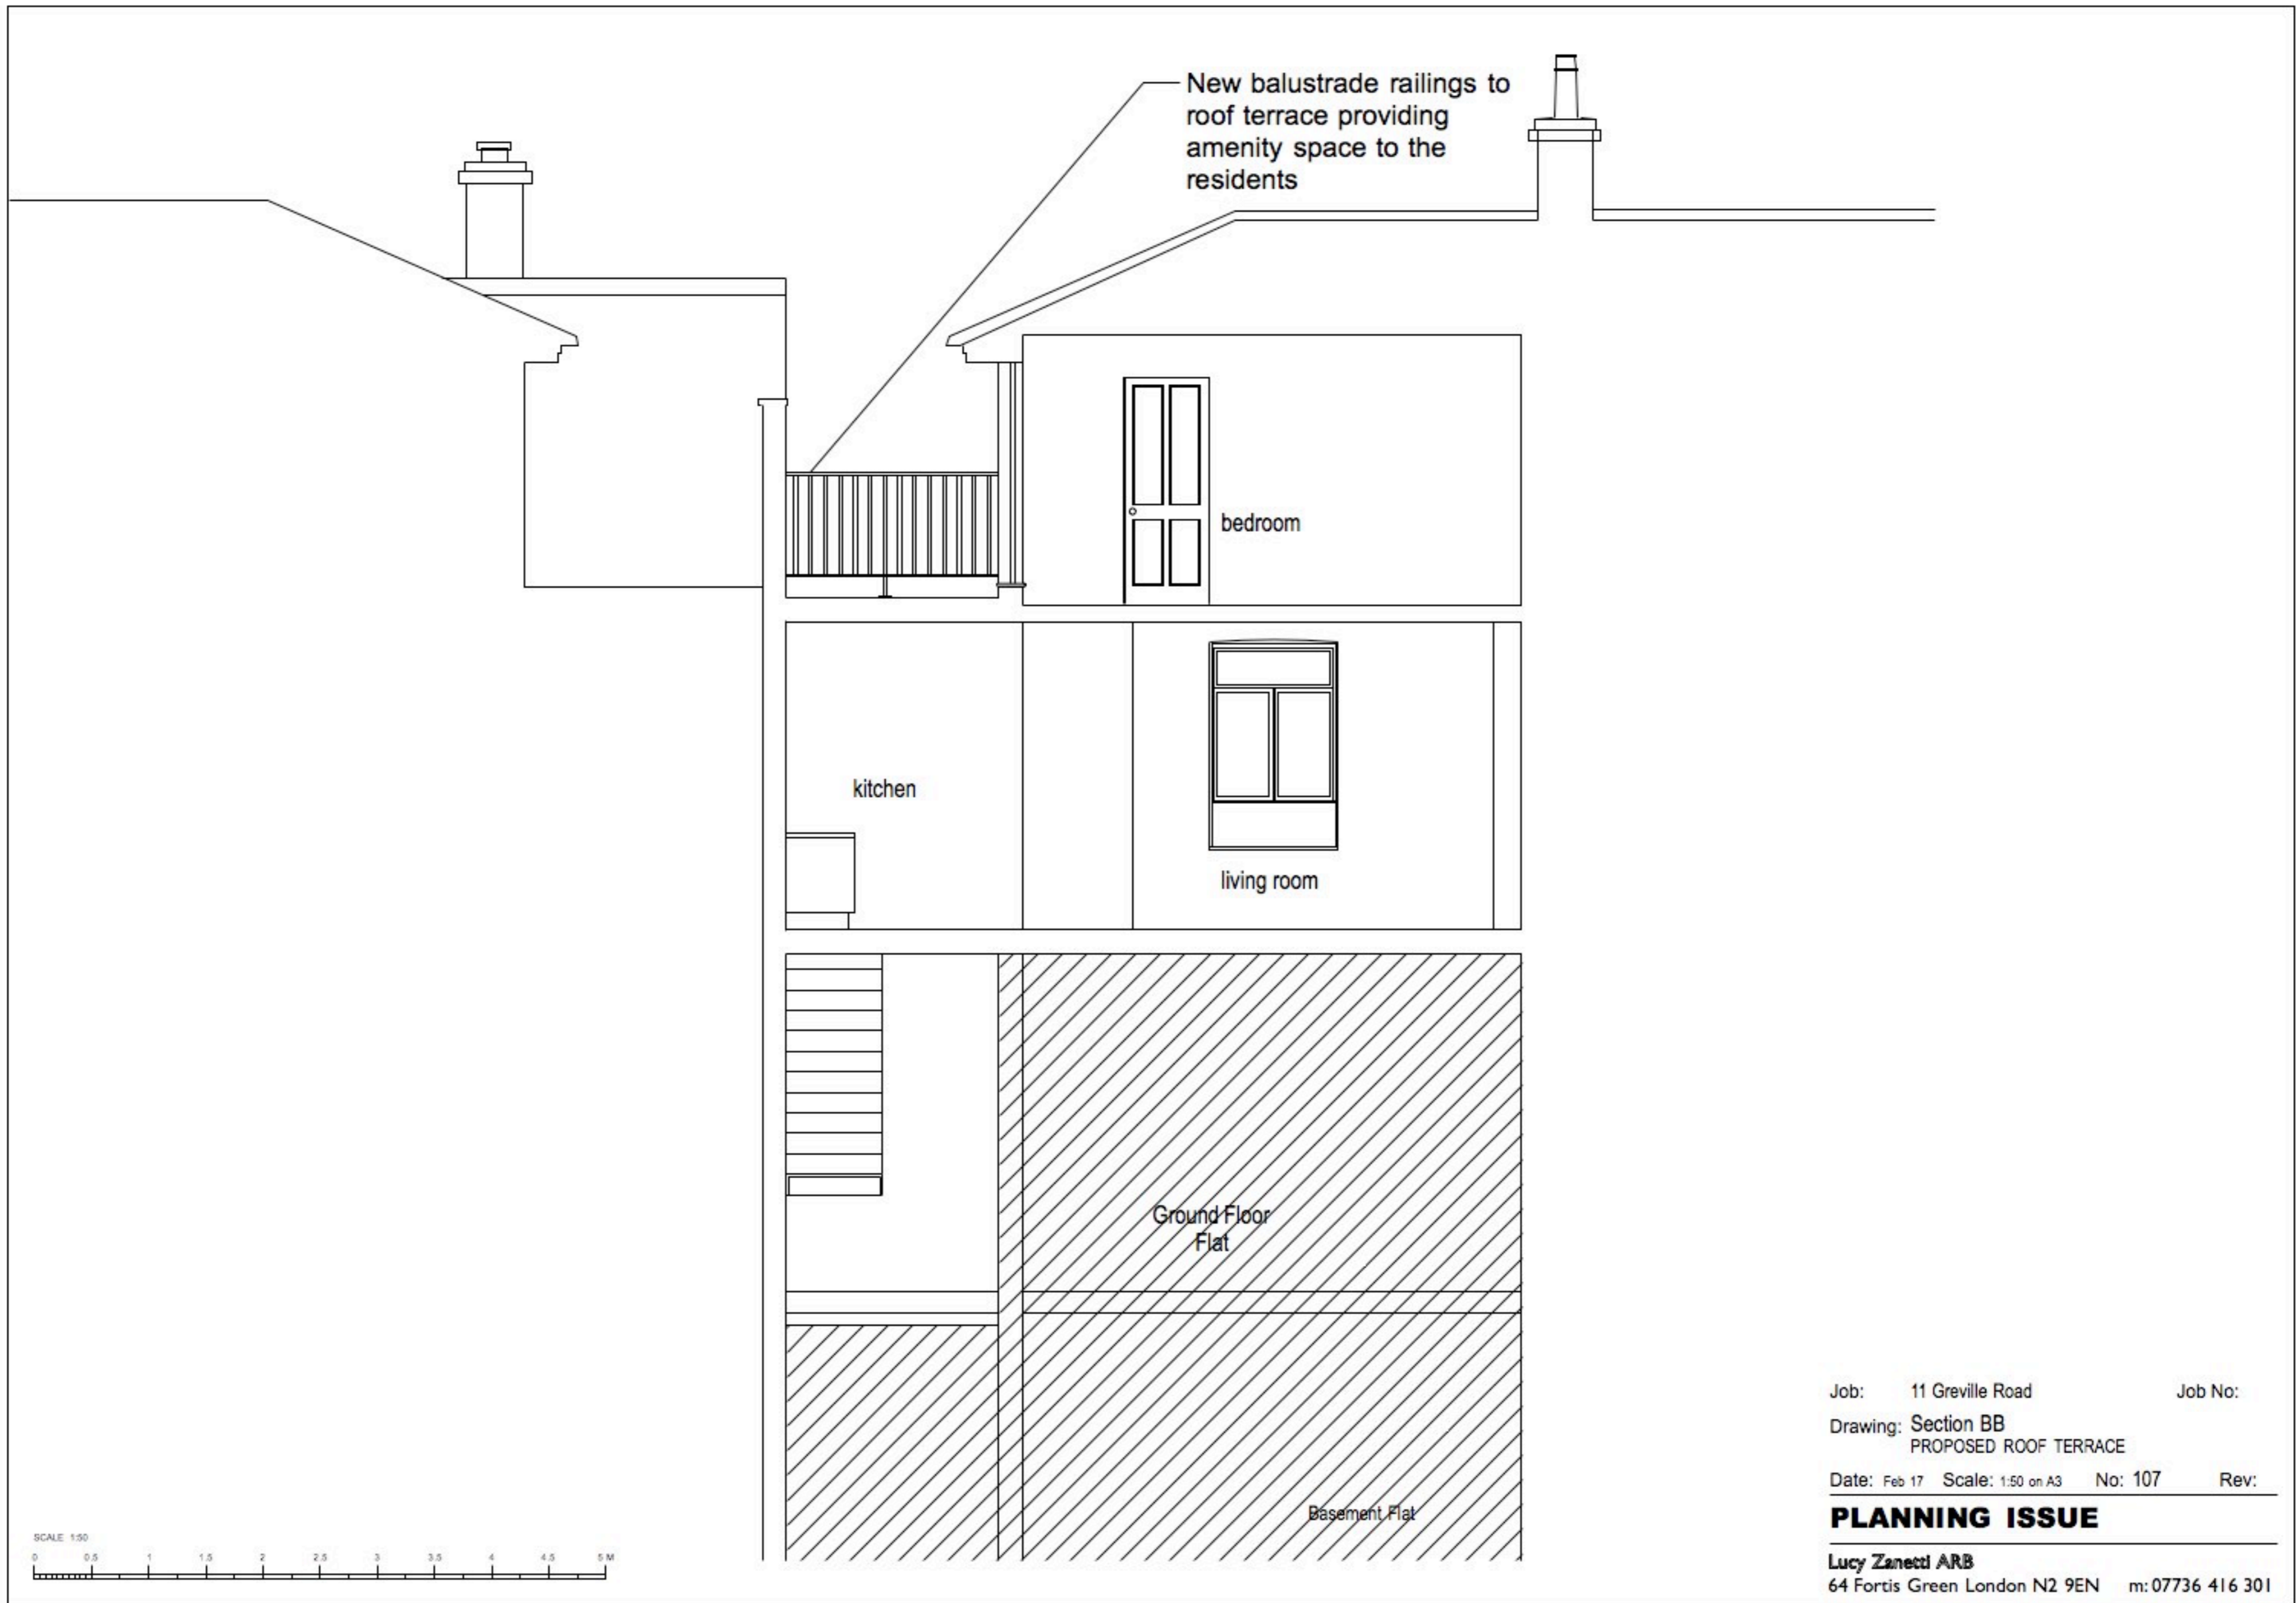 New balustrade railings to
roof terrace providing
amenity space to the
residents
bedroom
kitchen
living room
Ground Floor
Flat
Basement Flat
Job: 11 Greville Road Job No:
Drawing: Section BB
PROPOSED ROOF TERRACE
Date: Feb 17 Scale: 1:50 on A3 No: 107 Rev:
PLANNING ISSUE
Lucy Zanetti ARB
64 Fortis Green London N2 9EN m: 07736 416 301
SCALE 1:50
0 0.5 1 1.5 2 2.5 3 3.5 4 4.5 5 M